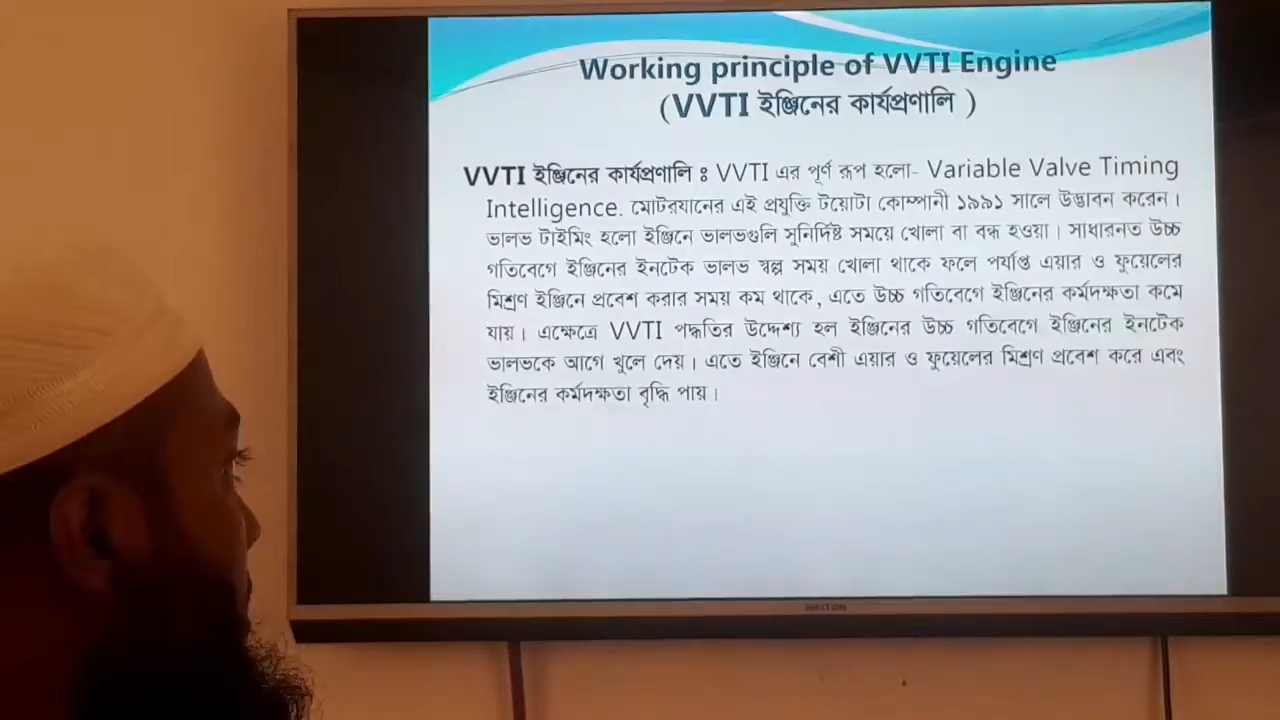 Working principle of VVTI Engine
(VVTI ইঞ্জিনের কার্যপ্রণালি )
VVTI ইঞ্জিনের কার্যপ্রণালি ঃ VVTI এর পূর্ণ রূপ হলো- Variable Valve Timing
Intelligence. মোটরযানের এই প্রযুক্তি টয়োটা কোম্পানী ১৯৯১ সালে উদ্ভাবন করেন।
ভালভ টাইমিং হলো ইঞ্জিনে ভালভগুলি সুনির্দিষ্ট সময়ে খোলা বা বন্ধ হওয়া। সাধারনত উচ্চ
গতিবেগে ইঞ্জিনের ইনটেক ভালভ স্বল্প সময় খোলা থাকে ফলে পর্যাপ্ত এয়ার ও ফুয়েলের
মিশ্রণ ইঞ্জিনে প্রবেশ করার সময় কম থাকে, এতে উচ্চ গতিবেগে ইঞ্জিনের কর্মদক্ষতা কমে
যায়। এক্ষেত্রে VVTI পদ্ধতির উদ্দেশ্য হল ইঞ্জিনের উচ্চ গতিবেগে ইঞ্জিনের ইনটেক
ভালভকে আগে খুলে দেয়। এতে ইঞ্জিনে বেশী এয়ার ও ফুয়েলের মিশ্রণ প্রবেশ করে এবং
ইঞ্জিনের কর্মদক্ষতা বৃদ্ধি পায়।